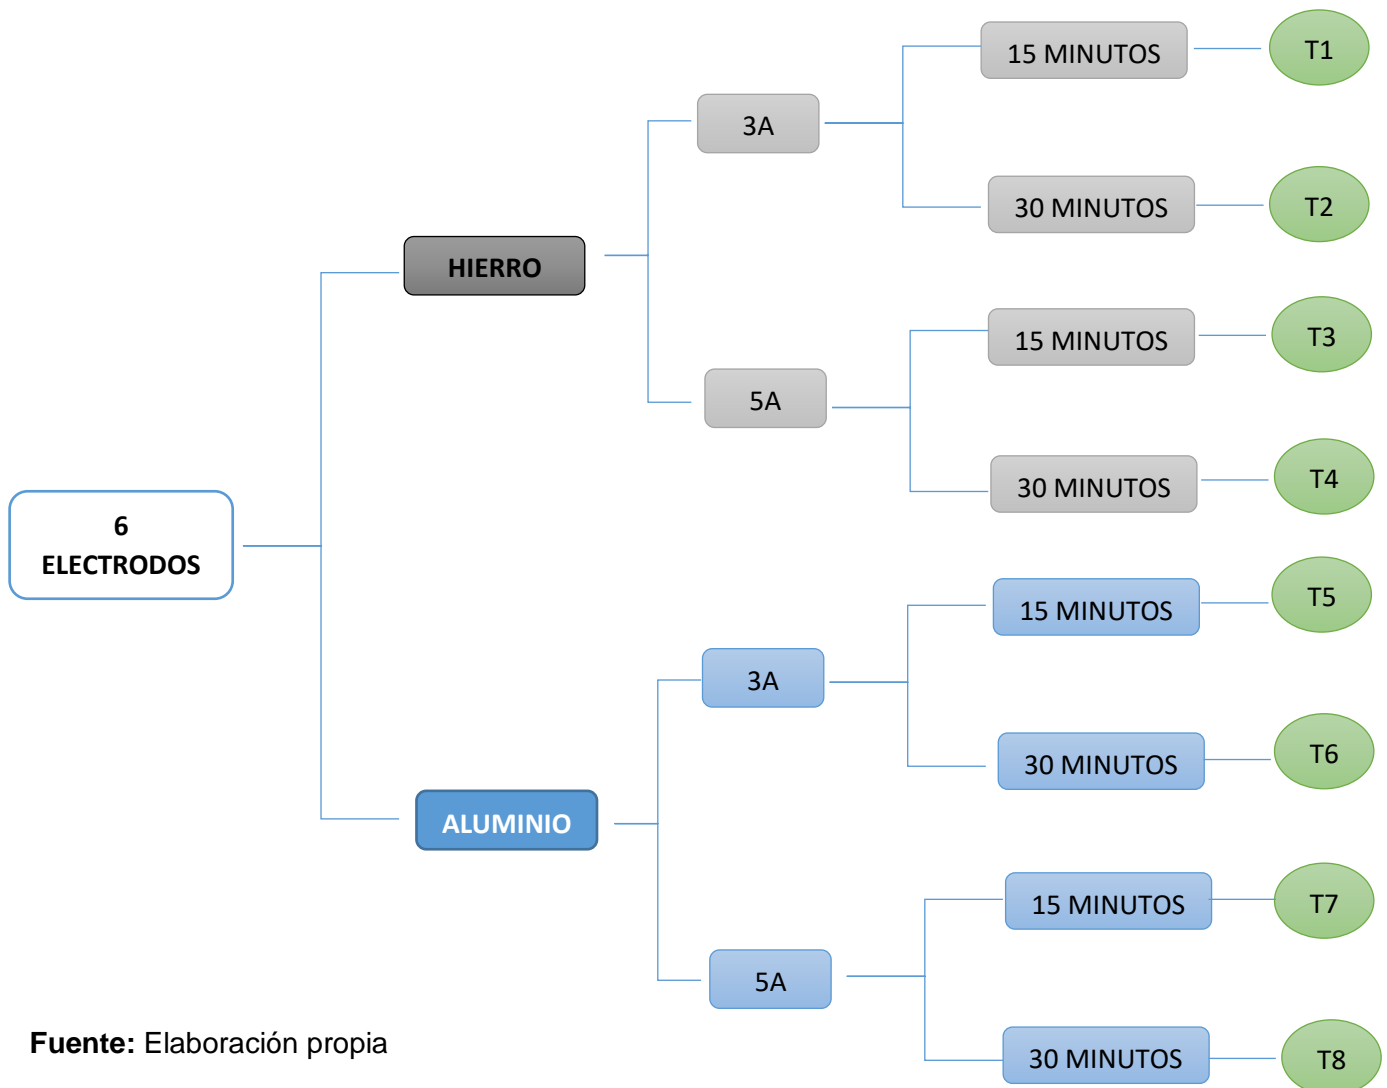 15 MINUTOS
T1
3A
30 MINUTOS
T2
HIERRO
15 MINUTOS
T3
5A
30 MINUTOS
T4
6
ELECTRODOS
15 MINUTOS
T5
3A
30 MINUTOS
T6
ALUMINIO
15 MINUTOS
T7
5A
30 MINUTOS
T8
Fuente: Elaboración propia